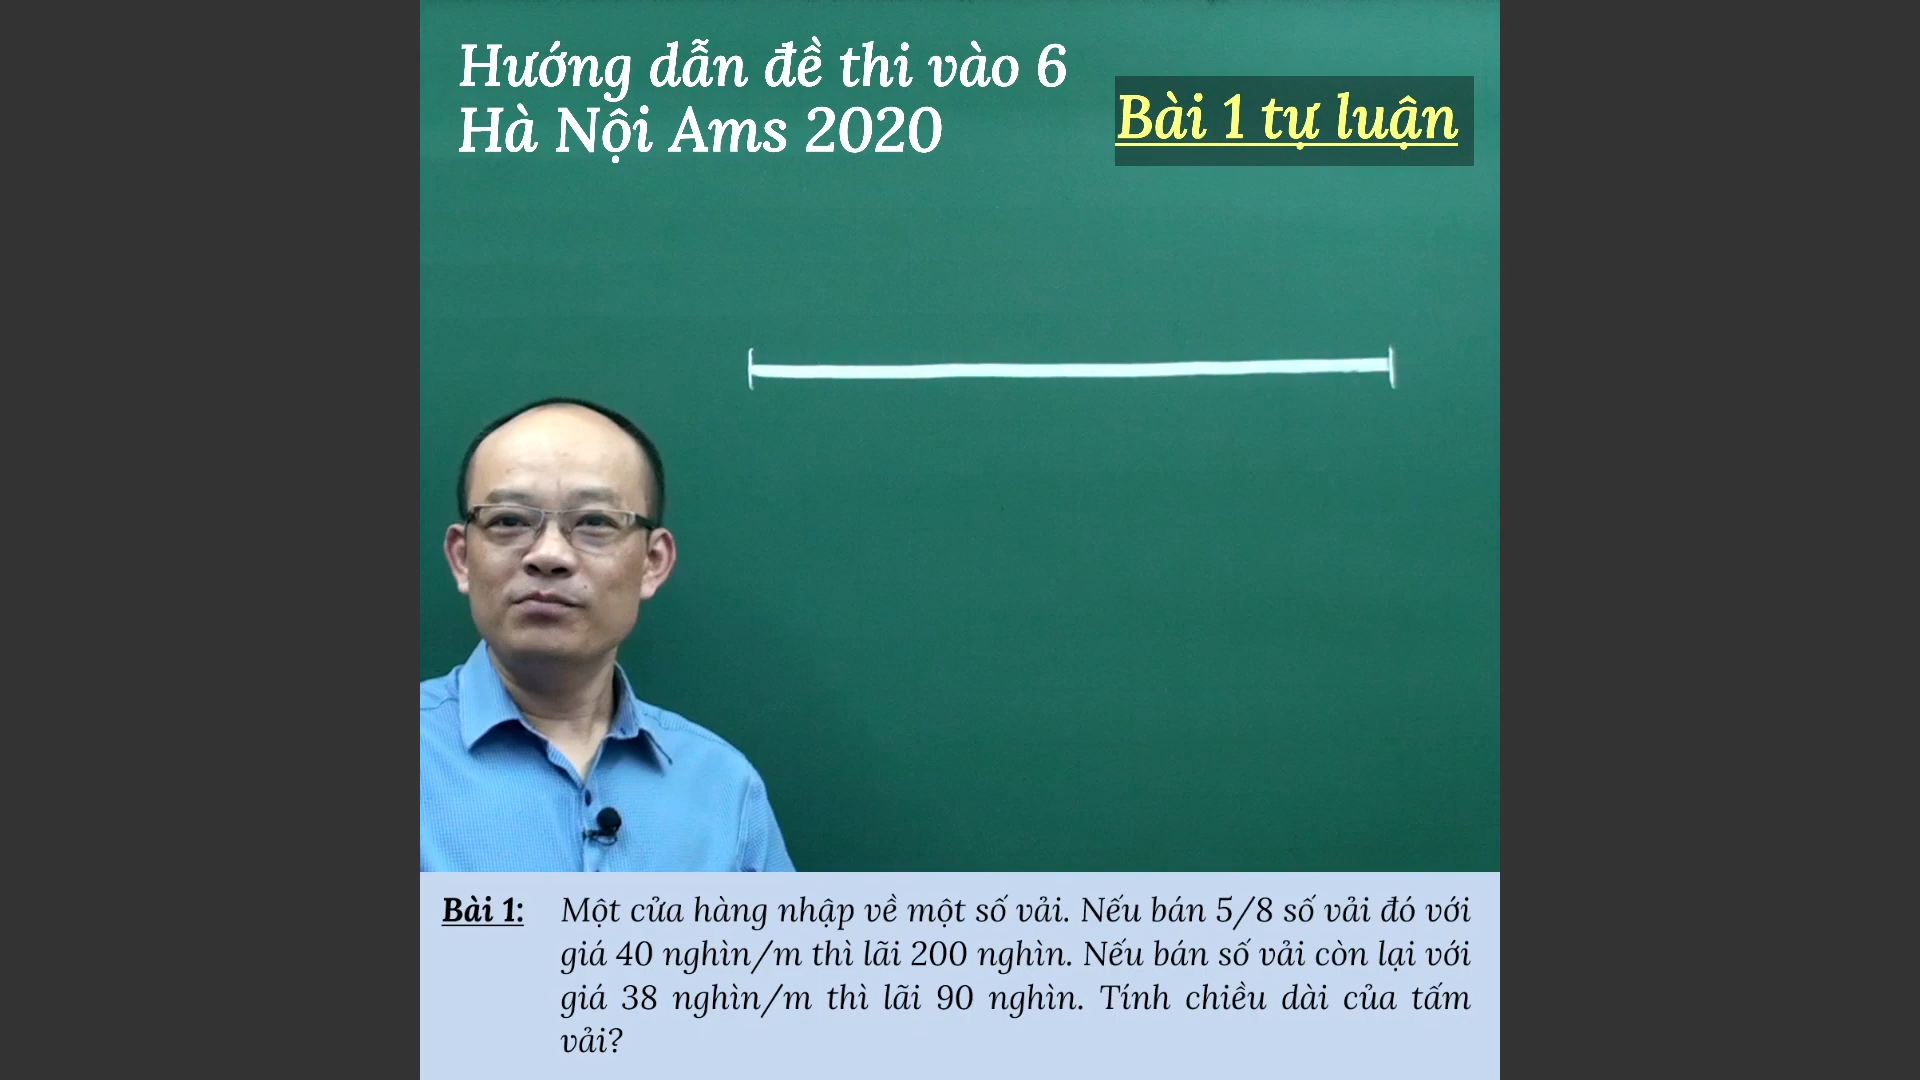 Hướng dẫn đề thi vào 6
Hà Nội Ams 2020
Bài 1 tự luận
Bài 1: Một cửa hàng nhập về một số vải. Nếu bán 5/8 số vải đó với
giá 40 nghìn/m thì lãi 200 nghìn. Nếu bán số vải còn lại với
giá 38 nghìn/m thì lãi 90 nghìn. Tính chiều dài của tấm
vải?